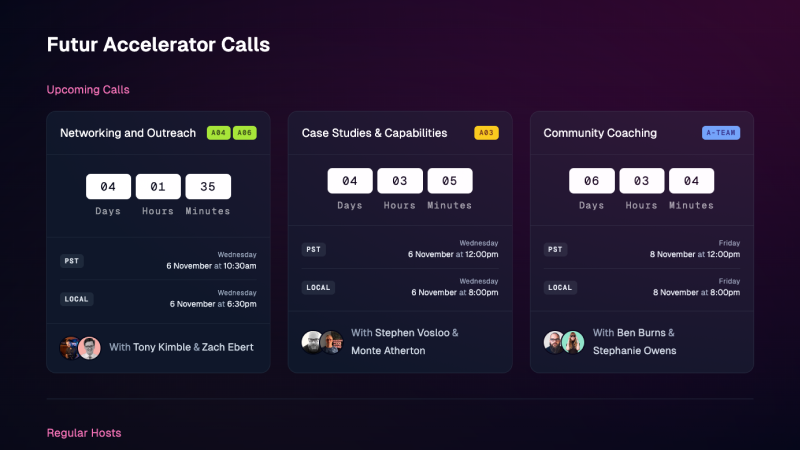 Futur Accelerator Calls
Upcoming Calls
Networking and Outreach A04 A06
04 01 35
Days Hours Minutes
PST
Wednesday
6 November at 10:30am
LOCAL
Wednesday
6 November at 6:30pm
With Tony Kimble & Zach Ebert
Case Studies & Capabilities A03
04 03 05
Days Hours Minutes
PST
Wednesday
6 November at 12:00pm
LOCAL
Wednesday
6 November at 8:00pm
With Stephen Vosloo &
Monte Atherton
Community Coaching A-TEAM
06 03 04
Days Hours Minutes
PST
Friday
8 November at 12:00pm
LOCAL
Friday
8 November at 8:00pm
With Ben Burns &
Stephanie Owens
Regular Hosts